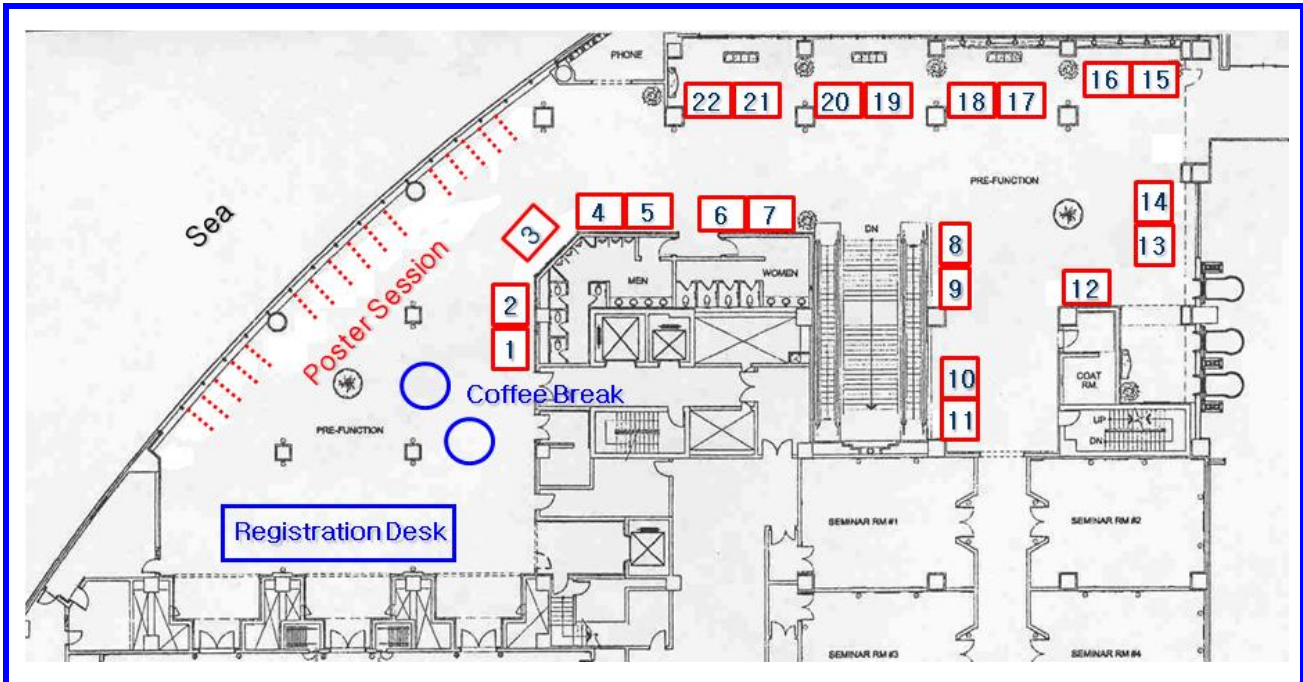 PHONE
16 15
22 21 20 19 18 17
PRE-FUNCTION
Sea
14
4 5 6 7
3
DN
13
8
Poster Session
MEN
WOMEN
9
12
2
1
COAT
RM.
10
Coffee Break
11
UP
DN
PRE-FUNCTION
Registration Desk
SEMINAR RM #1
SEMINAR RM #2
SEMINAR RM #3
SEMINAR RM #4